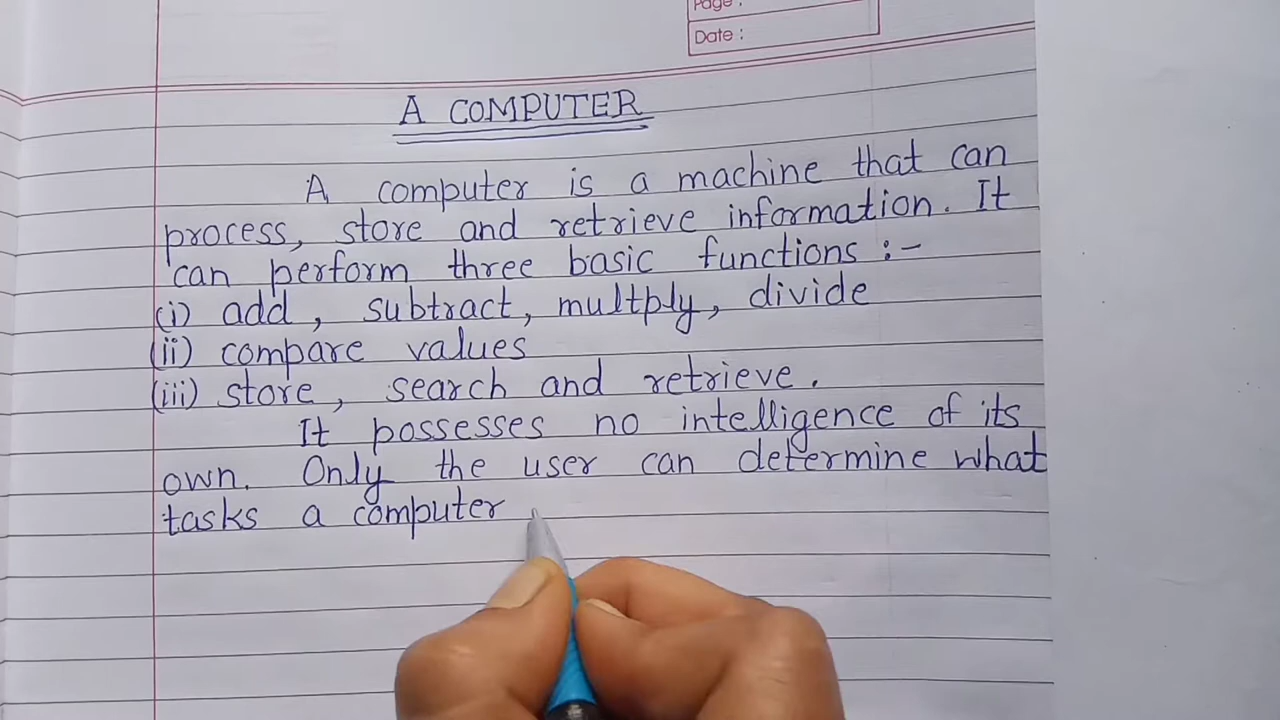 Page :
Date :
A COMPUTER
A computer is a machine that can
process, store and retrieve information. It
can perform three basic functions :-
(i) add, subtract, multply, divide
(ii) compare values
(iii) store, search and retrieve.
It possesses no intelligence of its
own. Only the user can determine what
tasks a computer